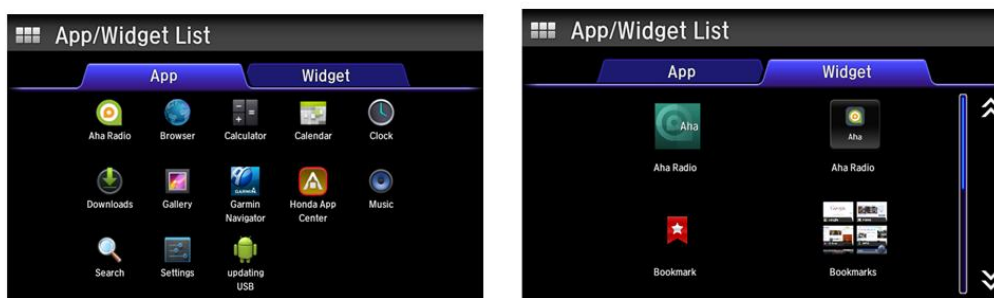 App/Widget List
App Widget
Aha Radio Browser Calculator Calendar Clock
GARMIN
Downloads Gallery Garmin Navigator Honda App Center Music
Search Settings updating USB
App/Widget List
App Widget
Aha Aha
Aha Radio Aha Radio
Bookmark Bookmarks